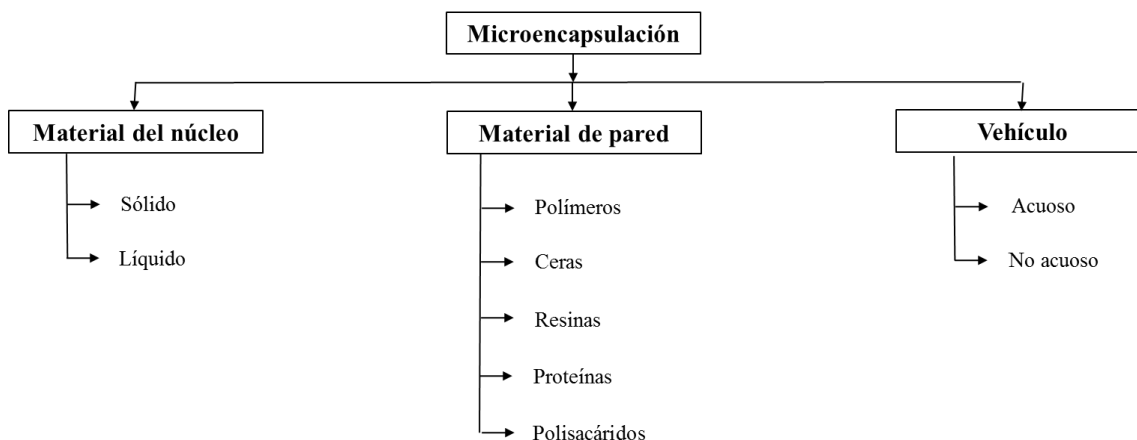 Microencapsulación
Material del núcleo
Sólido
Líquido
Material de pared
Polímeros
Ceras
Resinas
Proteínas
Polisacáridos
Vehículo
Acuoso
No acuoso